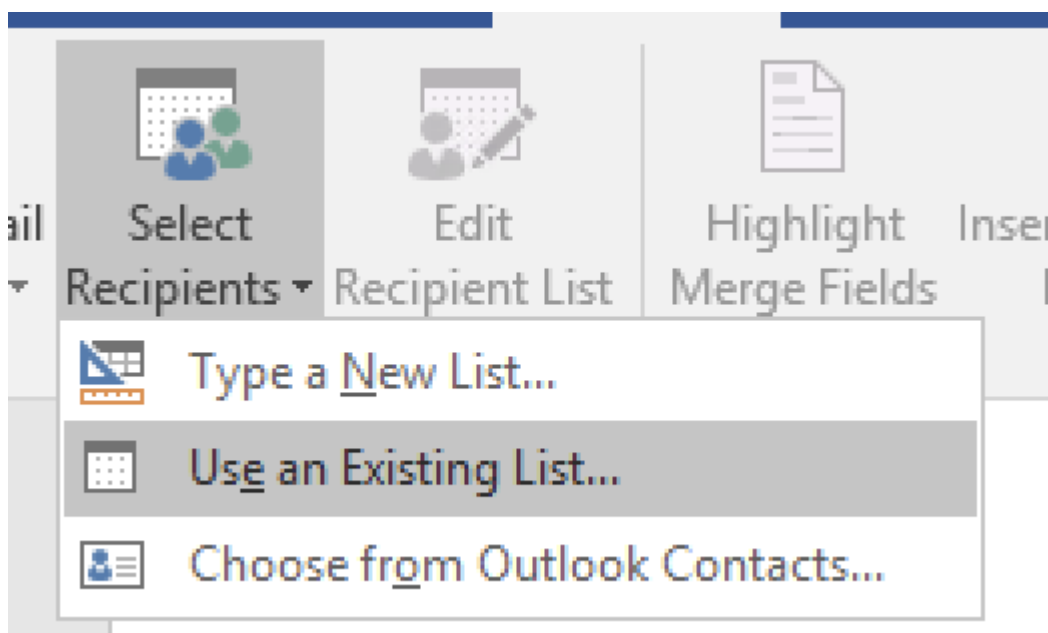 Select
Recipients
Edit
Recipient List
Highlight
Merge Fields
Type a New List...
Use an Existing List...
Choose from Outlook Contacts...